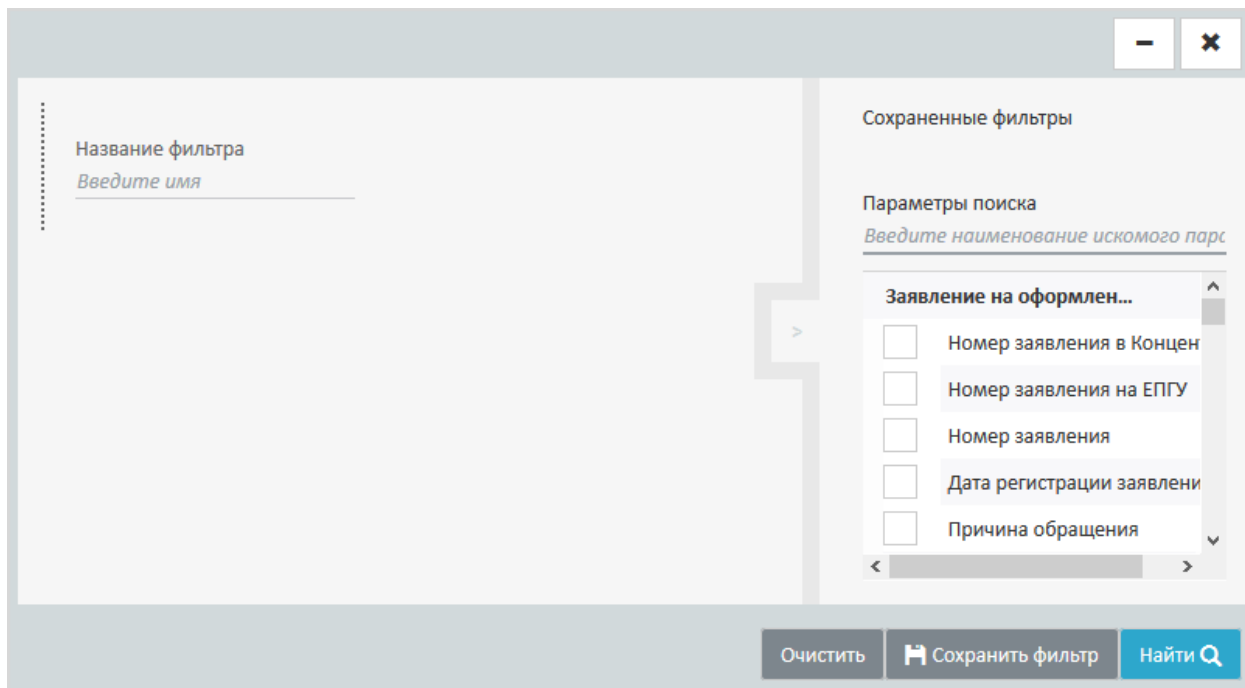 Название фильтра
Введите имя
Сохраненные фильтры
Параметры поиска
Введите наименование искомого пара
Заявление на оформлен...
Номер заявления в Концен
Номер заявления на ЕПГУ
Номер заявления
Дата регистрации заявлени
Причина обращения
Очистить
Сохранить фильтр
Найти